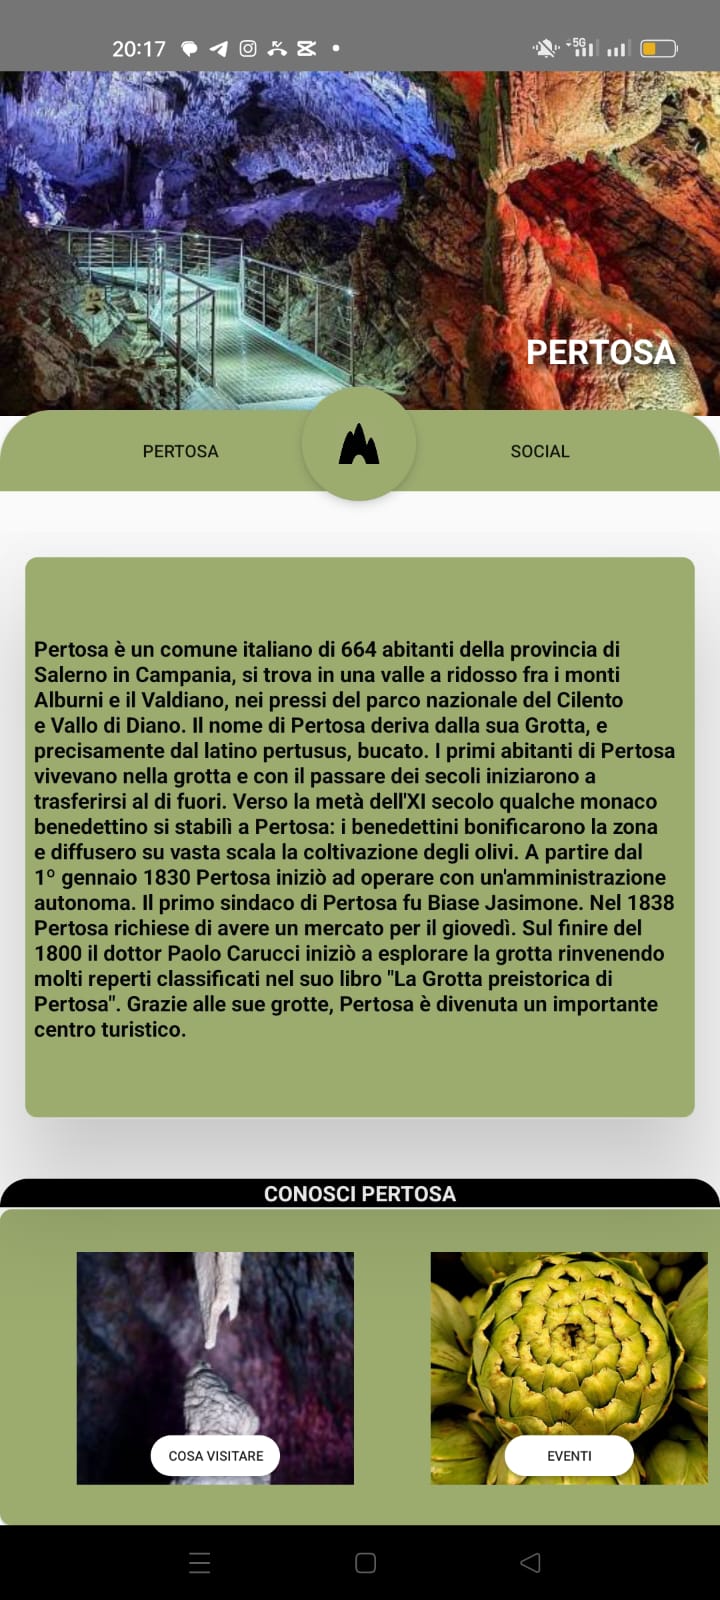 20:17
5G
PERTOSA
PERTOSA
SOCIAL
Pertosa è un comune italiano di 664 abitanti della provincia di
Salerno in Campania, si trova in una valle a ridosso fra i monti
Alburni e il Valdiano, nei pressi del parco nazionale del Cilento
e Vallo di Diano. Il nome di Pertosa deriva dalla sua Grotta, e
precisamente dal latino pertusus, bucato. I primi abitanti di Pertosa
vivevano nella grotta e con il passare dei secoli iniziarono a
trasferirsi al di fuori. Verso la metà dell'XI secolo qualche monaco
benedettino si stabilì a Pertosa: i benedettini bonificarono la zona
e diffusero su vasta scala la coltivazione degli olivi. A partire dal
1º gennaio 1830 Pertosa iniziò ad operare con un'amministrazione
autonoma. Il primo sindaco di Pertosa fu Biase Jasimone. Nel 1838
Pertosa richiese di avere un mercato per il giovedì. Sul finire del
1800 il dottor Paolo Carucci iniziò a esplorare la grotta rinvenendo
molti reperti classificati nel suo libro "La Grotta preistorica di
Pertosa". Grazie alle sue grotte, Pertosa è divenuta un importante
centro turistico.
CONOSCI PERTOSA
COSA VISITARE
EVENTI